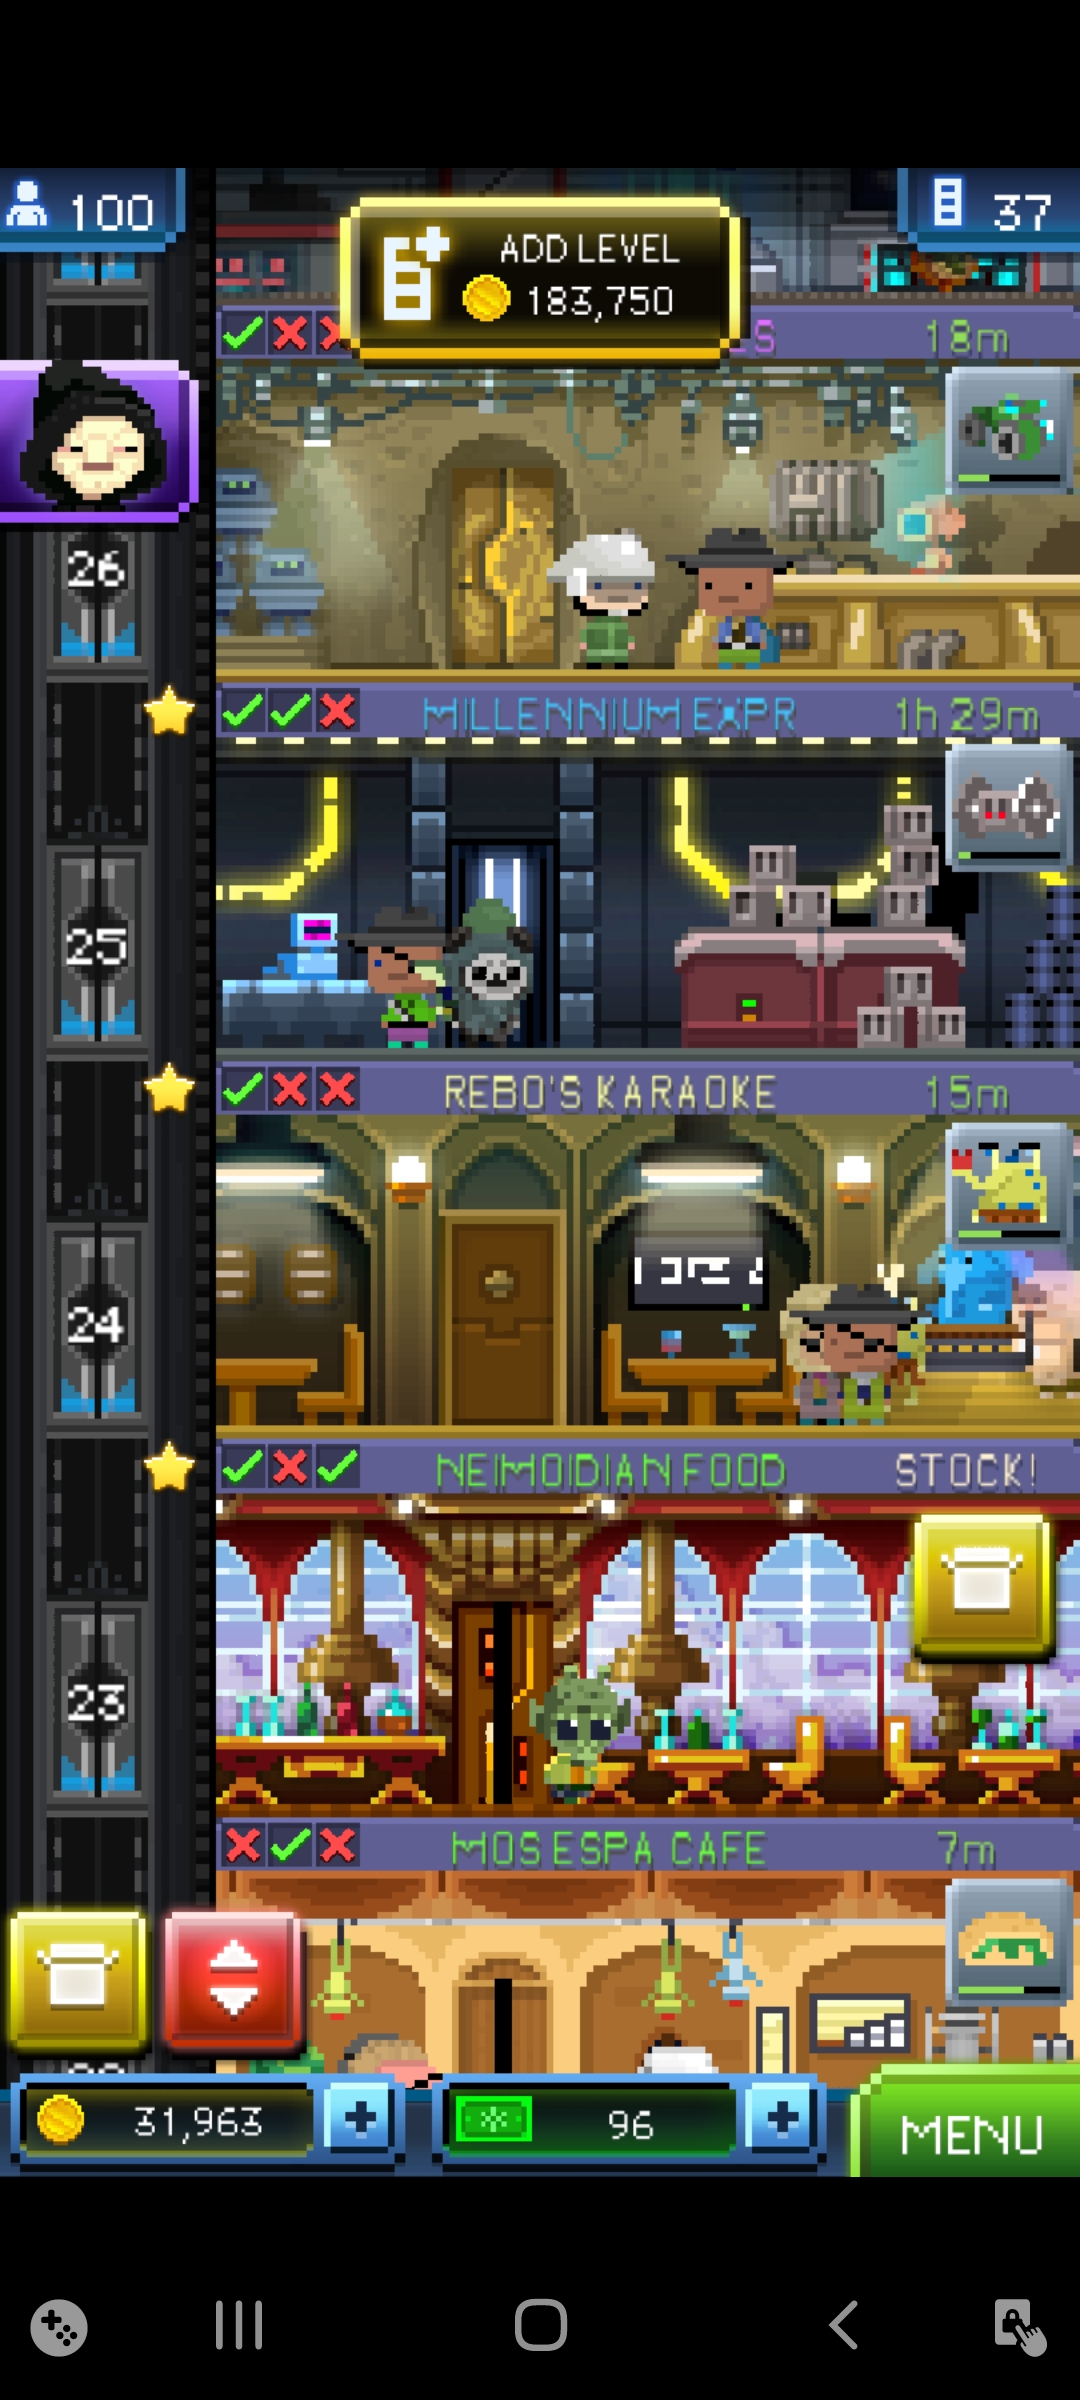 100
ADD LEVEL
183,750
37
S 18m
26
MILLENNIUM EXPR 1h 29m
25
REBO'S KARAOKE 15m
24
NEIMOIDIAN FOOD STOCK!
23
MOS ESPA CAFE 7m
31,963
96
MENU